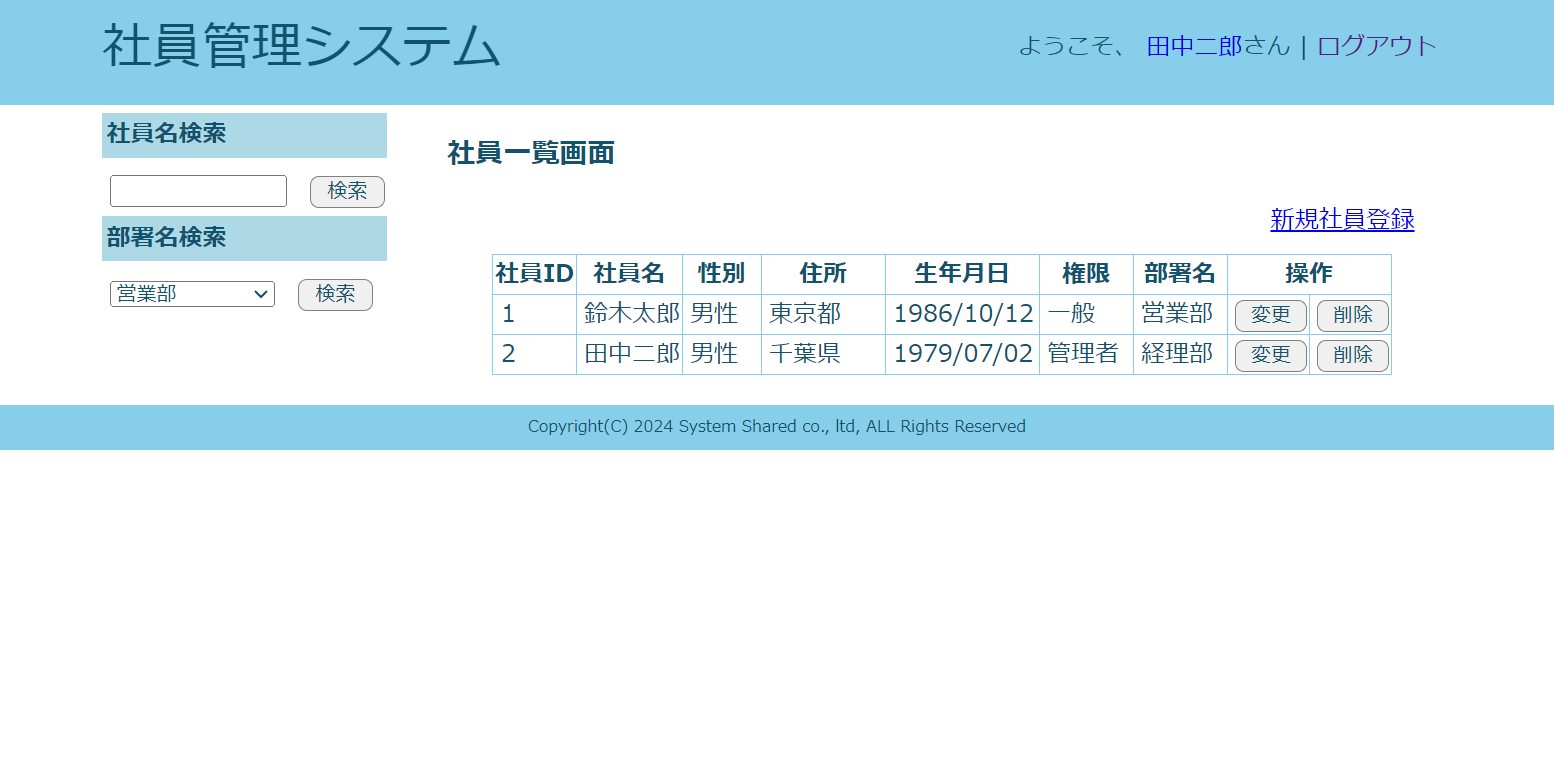 社員管理システム
ようこそ、 田中二郎さん | ログアウト
社員名検索
検索
部署名検索
営業部 検索
社員一覧画面
新規社員登録
社員ID 社員名 性別 住所 生年月日 権限 部署名 操作
1 鈴木太郎 男性 東京都 1986/10/12 一般 営業部 変更 削除
2 田中二郎 男性 千葉県 1979/07/02 管理者 経理部 変更 削除
Copyright(C) 2024 System Shared co., ltd, ALL Rights Reserved